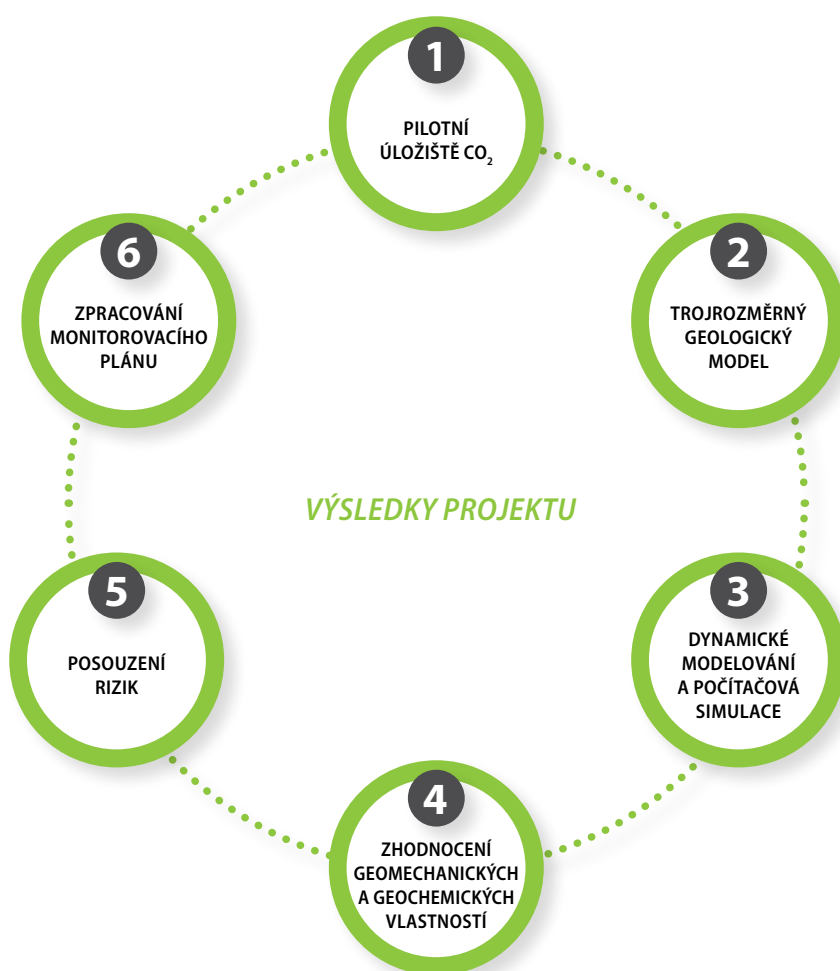 1
PILOTNÍ
ÚLOŽIŠTĚ CO₂
2
TROJROZMĚRNÝ
GEOLOGICKÝ
MODEL
3
DYNAMICKÉ
MODELOVÁNÍ
A POČÍTAČOVÁ
SIMULACE
4
ZHODNOCENÍ
GEOMECHANICKÝCH
A GEOCHEMICKÝCH
VLASTNOSTÍ
5
POSOUZENÍ
RIZIK
6
ZPRACOVÁNÍ
MONITOROVACÍHO
PLÁNU
VÝSLEDKY PROJEKTU